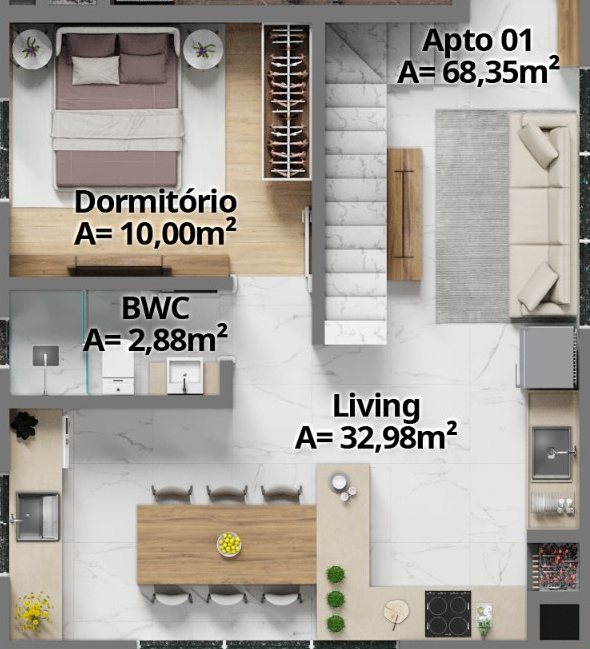 Apto 01
A= 68,35m²
Dormitório
A= 10,00m²
BWC
A= 2,88m²
Living
A= 32,98m²